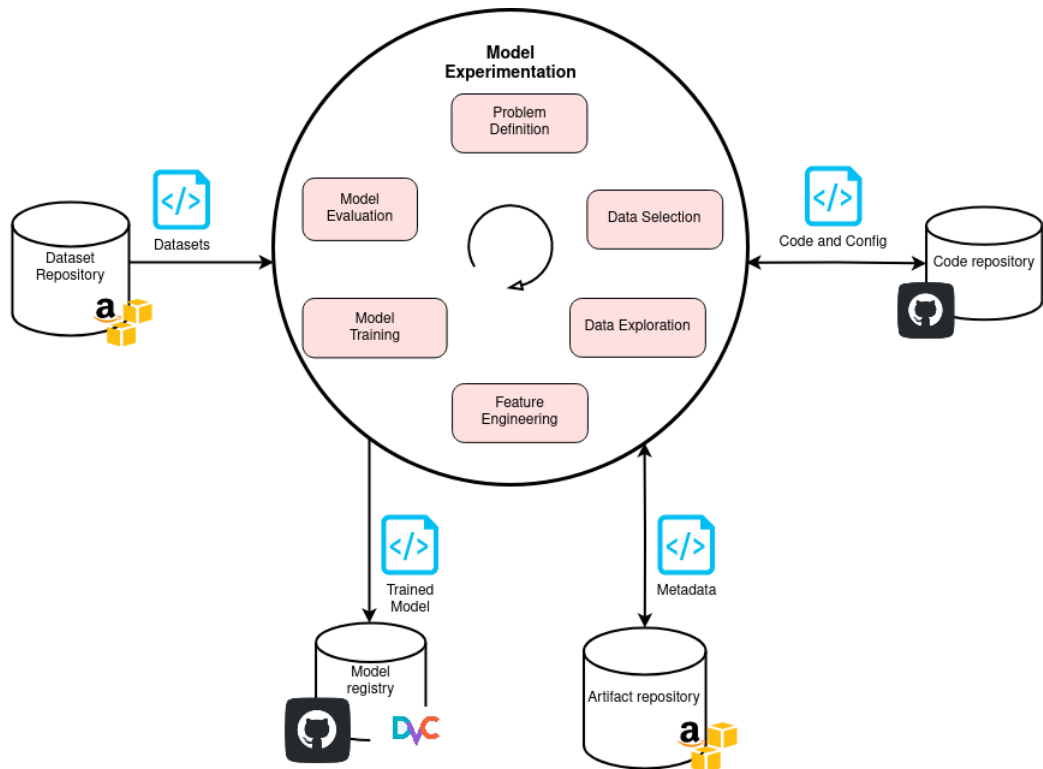 Model
Experimentation
Problem
Definition
Model
Evaluation
Data Selection
Datasets
Code and Config
Dataset
Repository
Code repository
a
Model
Training
Data Exploration
Feature
Engineering
Trained
Model
Metadata
Model
registry
Artifact repository
DVC
a